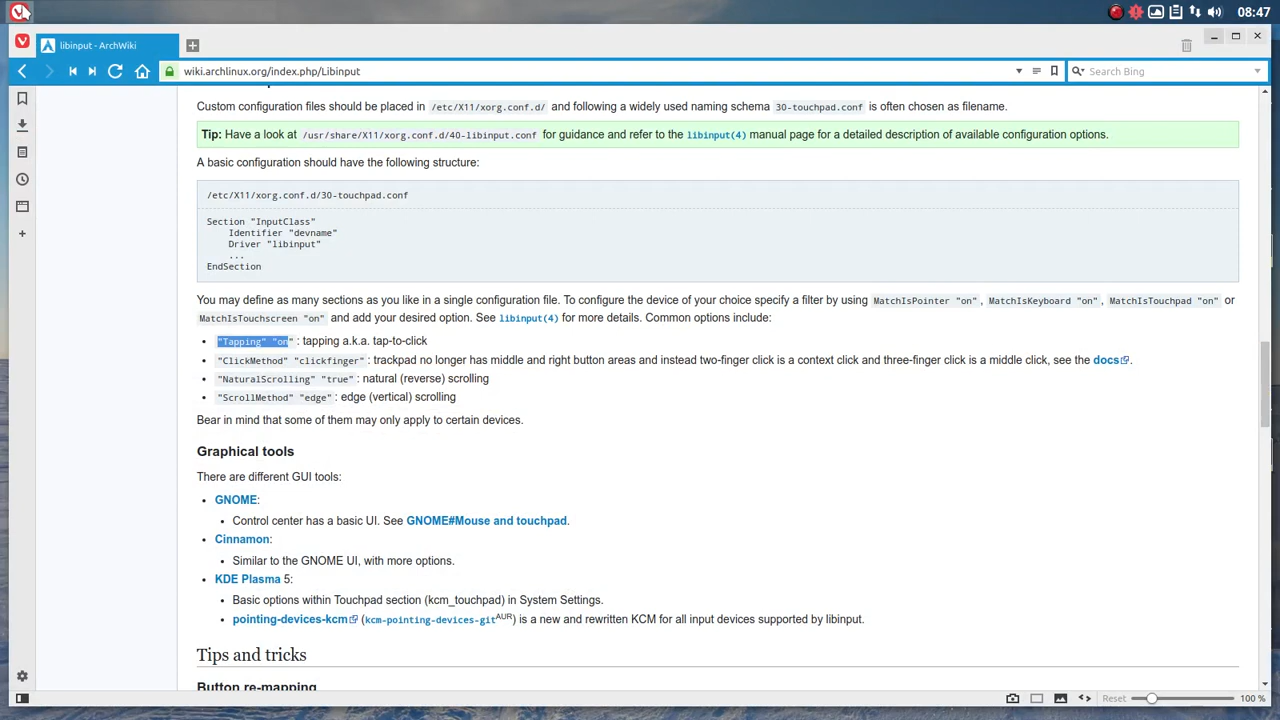 08:47
libinput - ArchWiki
wiki.archlinux.org/index.php/Libinput
Search Bing
Custom configuration files should be placed in /etc/X11/xorg.conf.d/ and following a widely used naming schema 30-touchpad.conf is often chosen as filename.
Tip: Have a look at /usr/share/X11/xorg.conf.d/40-libinput.conf for guidance and refer to the libinput(4) manual page for a detailed description of available configuration options.
A basic configuration should have the following structure:
/etc/X11/xorg.conf.d/30-touchpad.conf
Section "InputClass"
Identifier "devname"
Driver "libinput"
...
EndSection
You may define as many sections as you like in a single configuration file. To configure the device of your choice specify a filter by using MatchIsPointer "on", MatchIsKeyboard "on", MatchIsTouchpad "on" or
MatchIsTouchscreen "on" and add your desired option. See libinput(4) for more details. Common options include:
"Tapping" "on" : tapping a.k.a. tap-to-click
"ClickMethod" "clickfinger" : trackpad no longer has middle and right button areas and instead two-finger click is a context click and three-finger click is a middle click, see the docs.
"NaturalScrolling" "true" : natural (reverse) scrolling
"ScrollMethod" "edge" : edge (vertical) scrolling
Bear in mind that some of them may only apply to certain devices.
Graphical tools
There are different GUI tools:
GNOME:
Control center has a basic UI. See GNOME#Mouse and touchpad.
Cinnamon:
Similar to the GNOME UI, with more options.
KDE Plasma 5:
Basic options within Touchpad section (kcm_touchpad) in System Settings.
pointing-devices-kcm (kcm-pointing-devices-git AUR) is a new and rewritten KCM for all input devices supported by libinput.
Tips and tricks
Button re-mapping
Reset
100 %